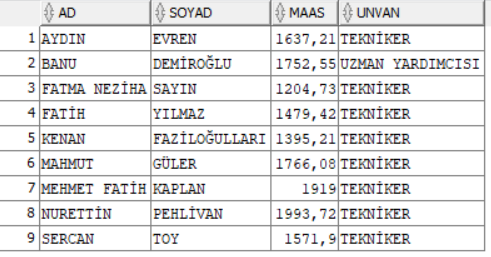 AD SOYAD MAAS UNVAN
1 AYDIN EVREN 1637,21 TEKNİKER
2 BANU DEMİROĞLU 1752,55 UZMAN YARDIMCISI
3 FATMA NEZİHA SAYIN 1204,73 TEKNİKER
4 FATİH YILMAZ 1479,42 TEKNİKER
5 KENAN FAZİLOĞULLARI 1395,21 TEKNİKER
6 MAHMUT GÜLER 1766,08 TEKNİKER
7 MEHMET FATİH KAPLAN 1919 TEKNİKER
8 NURETTİN PEHLİVAN 1993,72 TEKNİKER
9 SERCAN TOY 1571,9 TEKNİKER